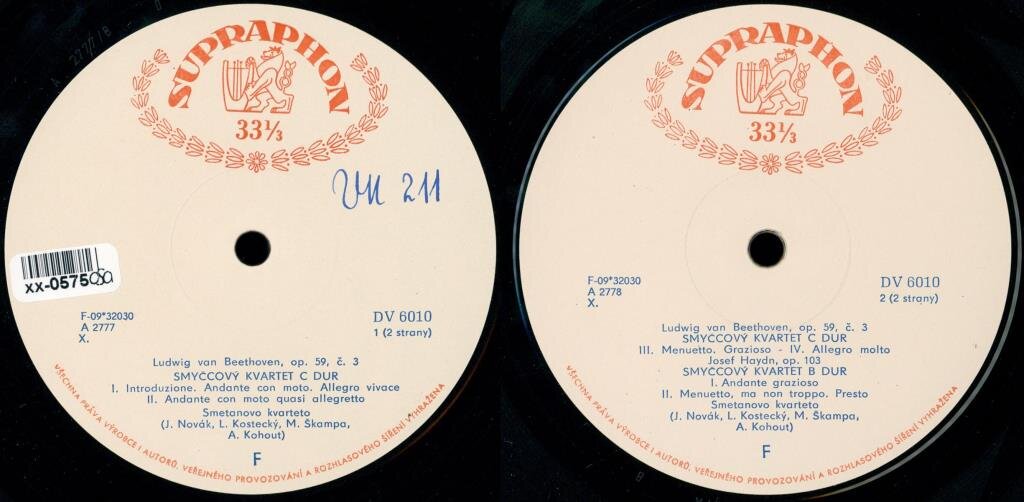 SUPRAPHON
33⅓
VH 211
xx-0575
F-09*32030
A 2777
X.
DV 6010
1 (2 strany)
Ludwig van Beethoven, op. 59, č. 3
SMYČCOVÝ KVARTET C DUR
I. Introduzione. Andante con moto. Allegro vivace
II. Andante con moto quasi allegretto
Smetanovo kvarteto
(J. Novák, L. Kostecký, M. Škampa,
A. Kohout)
F
VŠECHNA PRÁVA VÝROBCE I AUTORŮ, VEŘEJNÉHO PROVOZOVÁNÍ A ROZHLASOVÉHO ŠÍŘENÍ VYHRAŽENA
SUPRAPHON
33⅓
F-09*32030
A 2778
X.
DV 6010
2 (2 strany)
Ludwig van Beethoven, op. 59, č. 3
SMYČCOVÝ KVARTET C DUR
III. Menuetto. Grazioso - IV. Allegro molto
Josef Haydn, op. 103
SMYČCOVÝ KVARTET B DUR
I. Andante grazioso
II. Menuetto, ma non troppo. Presto
Smetanovo kvarteto
(J. Novák, L. Kostecký, M. Škampa,
A. Kohout)
F
VŠECHNA PRÁVA VÝROBCE I AUTORŮ, VEŘEJNÉHO PROVOZOVÁNÍ A ROZHLASOVÉHO ŠÍŘENÍ VYHRAŽENA